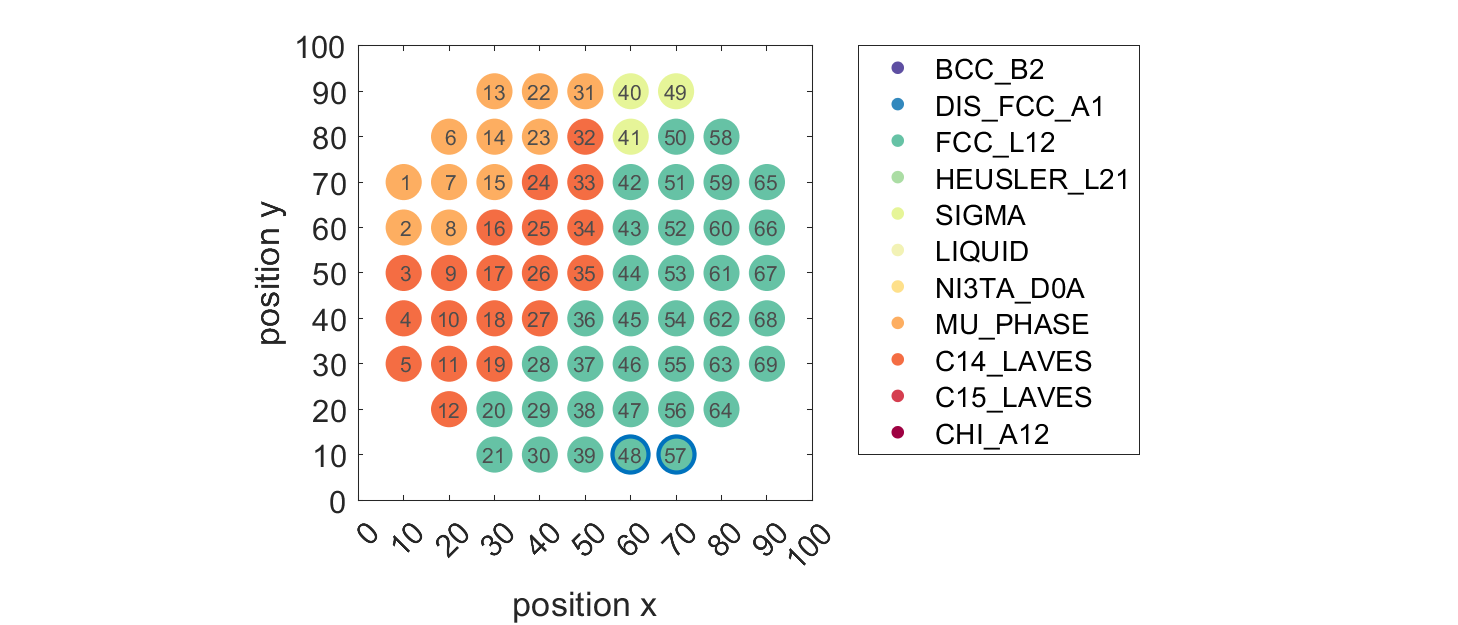 100
90
80
70
60
50
40
30
20
10
0
position y
13 22 31 40 49
6 14 23 32 41 50 58
1 7 15 24 33 42 51 59 65
2 8 16 25 34 43 52 60 66
3 9 17 26 35 44 53 61 67
4 10 18 27 36 45 54 62 68
5 11 19 28 37 46 55 63 69
12 20 29 38 47 56 64
21 30 39 48 57
0 10 20 30 40 50 60 70 80 90 100
position x
BCC_B2
DIS_FCC_A1
FCC_L12
HEUSLER_L21
SIGMA
LIQUID
NI3TA_D0A
MU_PHASE
C14_LAVES
C15_LAVES
CHI_A12